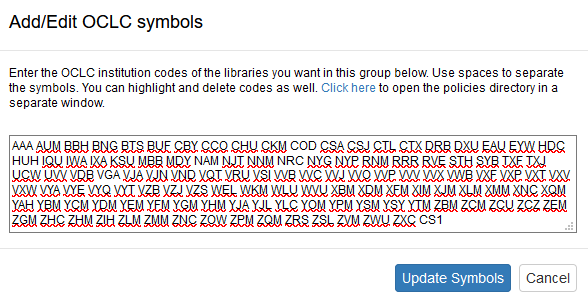 Add/Edit OCLC symbols
Enter the OCLC institution codes of the libraries you want in this group below. Use spaces to separate
the symbols. You can highlight and delete codes as well. Click here to open the policies directory in a
separate window.
AAA AUM BBH BNG BTS BUF CBY CCO CHU CKM COD CSA CSJ CTL CTX DRB DXU EAU EYW HDC
HUH IQU IWA IXA KSU MBB MDY NAM NJT NNM NRC NYG NYP RNM RRR RVE STH SYB TXF TXJ
UCW UVV VDB VGA VJA VJN VND VQT VRU VSI VVB VVC VVJ VVO VVP VVV VVX VWB VXF VXP VXT VXV
VXW VYA VYE VYQ VYT VZB VZJ VZS WEL WKM WLU WVU XBM XDM XFM XIM XJM XLM XMM XNC XQM
YAH YBM YCM YDM YEM YFM YGM YHM YJA YJL YLC YOM YPM YSM YSY YTM ZBM ZCM ZCU ZCZ ZEM
ZGM ZHC ZHM ZIH ZLM ZMM ZNC ZOW ZPM ZQM ZRS ZSL ZVM ZWU ZXC CS1
Update Symbols Cancel